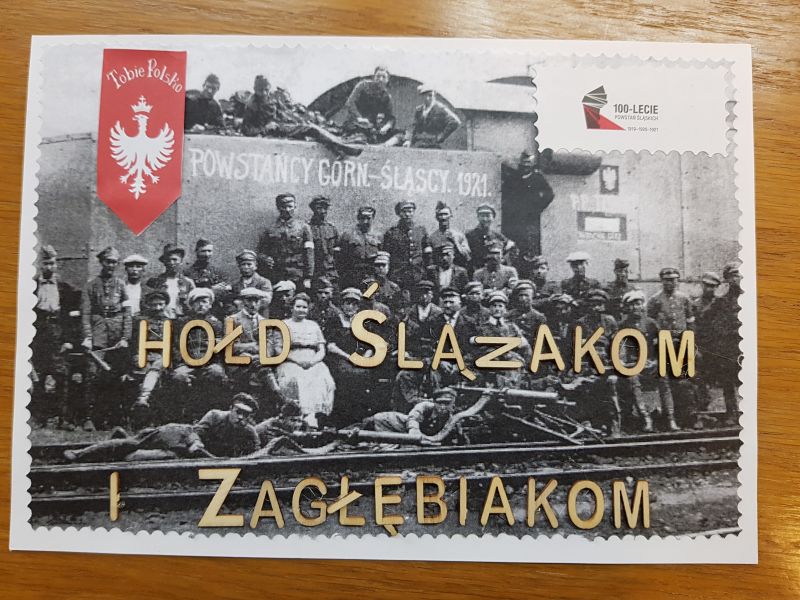 Tobie Polsko
100-LECIE
POWSTAŃ ŚLĄSKICH
1919-1920-1921
POWSTAŃCY GÓRN.-ŚLĄSCY. 1921.
HOŁD ŚLĄZAKOM
I ZAGŁĘBIAKOM